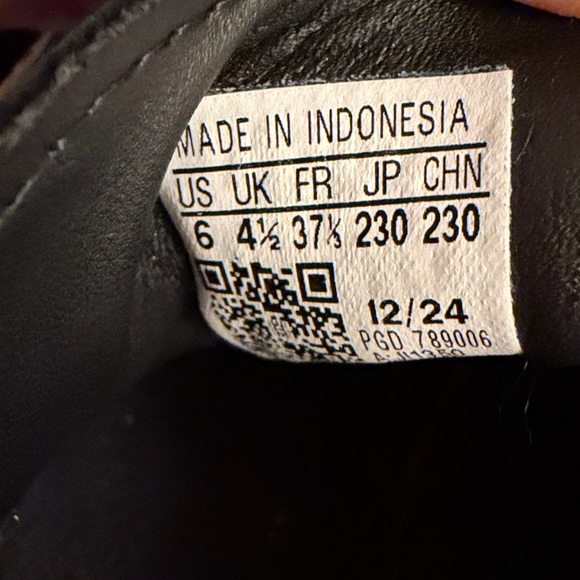 MADE IN INDONESIA
US UK FR JP CHN
6 4½ 37⅓ 230 230
12/24
PGD 789006